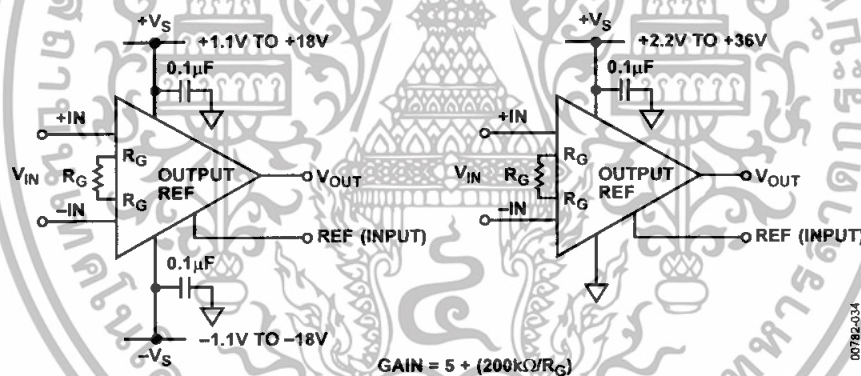 +VS
+1.1V TO +18V
0.1µF
+IN
RG
VIN
RG
OUTPUT
REF
VOUT
RG
–IN
REF (INPUT)
0.1µF
–1.1V TO –18V
–VS
+VS
+2.2V TO +36V
0.1µF
+IN
RG
VIN
RG
OUTPUT
REF
VOUT
RG
–IN
REF (INPUT)
GAIN = 5 + (200kΩ/RG)
00782-034